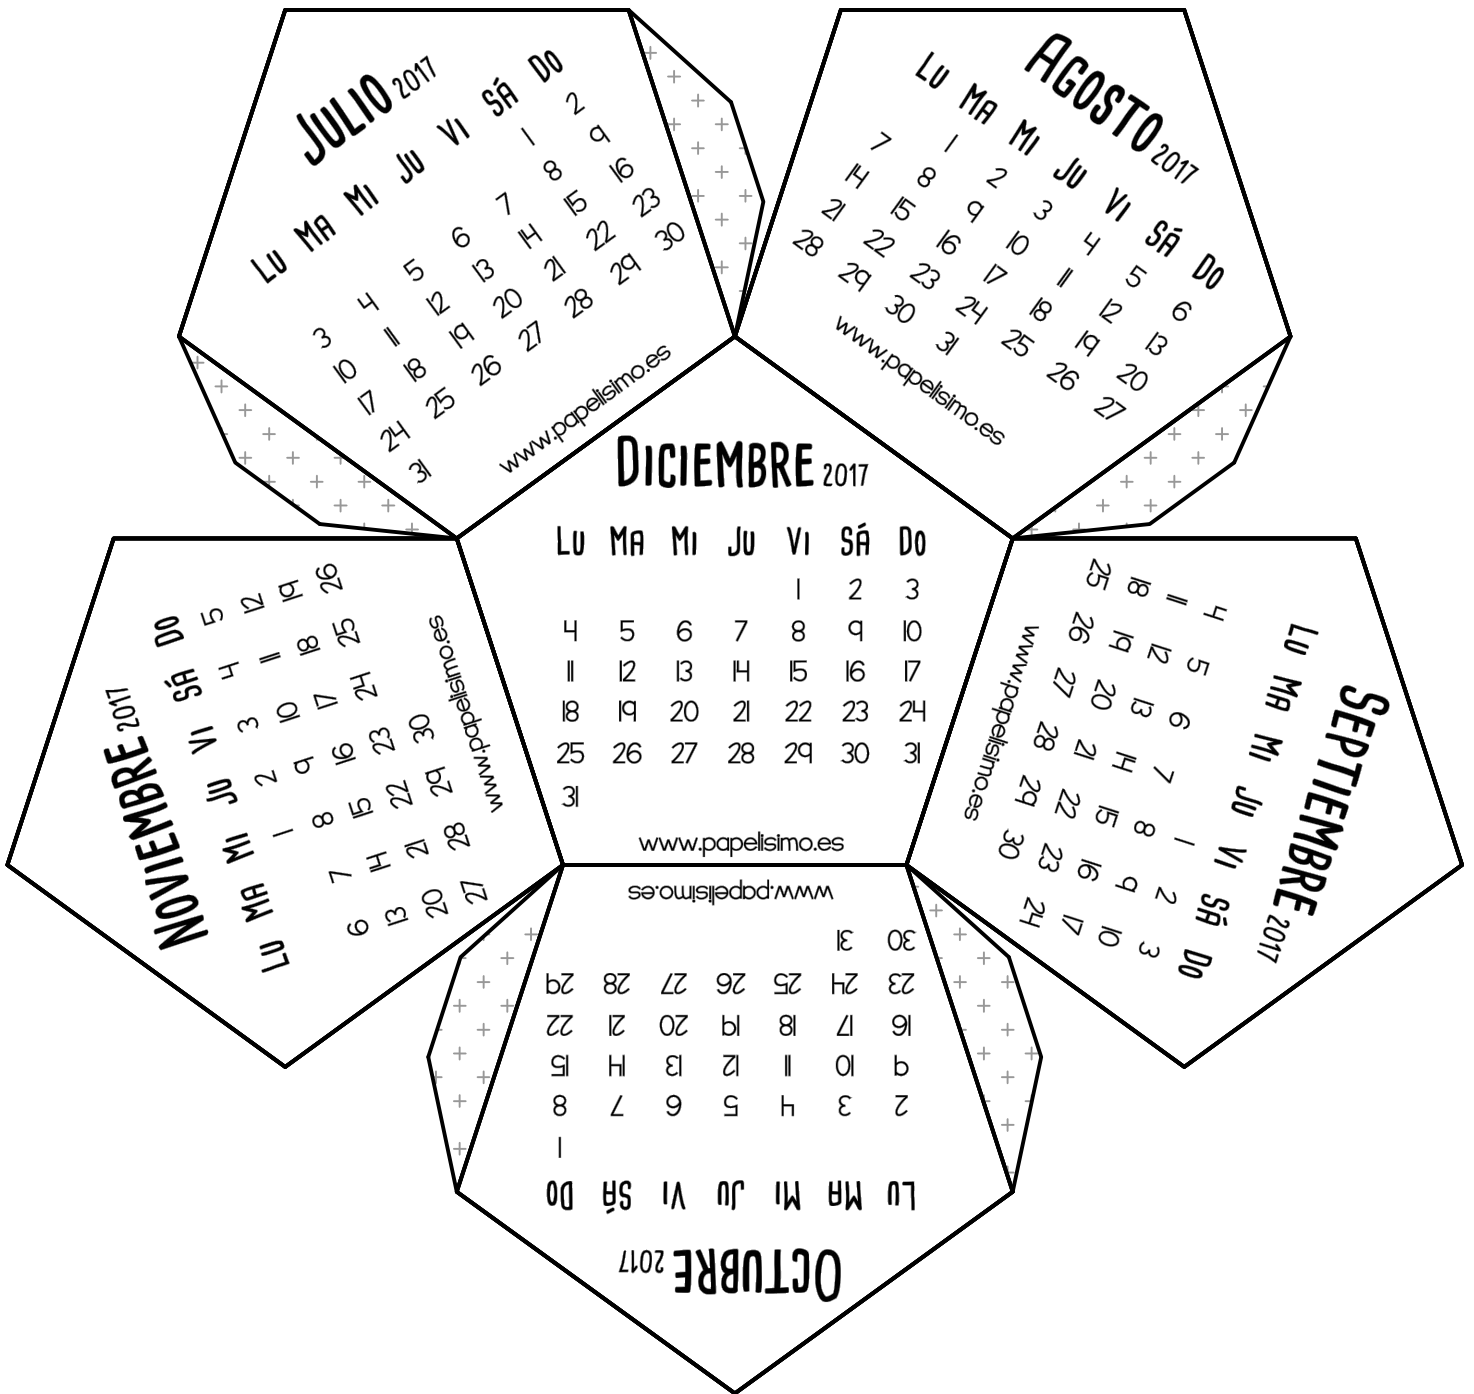 JULIO 2017
LU MA MI JU VI SÁ DO
1 2
3 4 5 6 7 8 9
10 11 12 13 14 15 16
17 18 19 20 21 22 23
24 25 26 27 28 29 30
31
www.papelisimo.es
AGOSTO 2017
LU MA MI JU VI SÁ DO
1 2 3 4 5 6
7 8 9 10 11 12 13
14 15 16 17 18 19 20
21 22 23 24 25 26 27
28 29 30 31
www.papelisimo.es
DICIEMBRE 2017
LU MA MI JU VI SÁ DO
1 2 3
4 5 6 7 8 9 10
11 12 13 14 15 16 17
18 19 20 21 22 23 24
25 26 27 28 29 30 31
31
www.papelisimo.es
NOVIEMBRE 2017
LU MA MI JU VI SÁ DO
1 2 3 4 5
6 7 8 9 10 11 12
13 14 15 16 17 18 19
20 21 22 23 24 25 26
27 28 29 30
www.papelisimo.es
SEPTIEMBRE 2017
LU MA MI JU VI SÁ DO
1 2 3
4 5 6 7 8 9 10
11 12 13 14 15 16 17
18 19 20 21 22 23 24
25 26 27 28 29 30
www.papelisimo.es
OCTUBRE 2017
LU MA MI JU VI SÁ DO
1
2 3 4 5 6 7 8
9 10 11 12 13 14 15
16 17 18 19 20 21 22
23 24 25 26 27 28 29
30 31
www.papelisimo.es